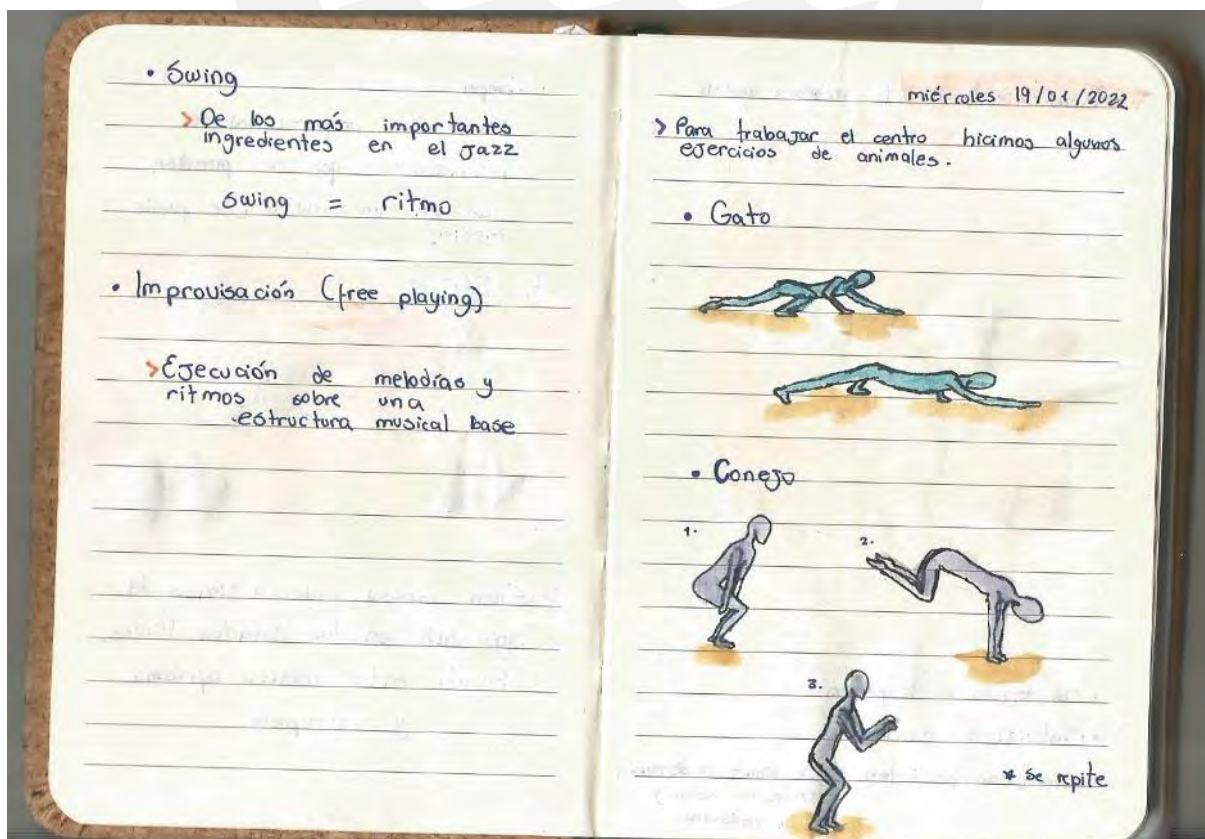 • Swing
> De los más importantes
ingredientes en el Jazz
swing = ritmo
• Improvisación (free playing)
> Ejecución de melodías y
ritmos sobre una
estructura musical base
miércoles 19/01/2022
> Para trabajar el centro hicimos algunos
ejercicios de animales.
• Gato
• Conejo
1.
2.
3.
* se repite